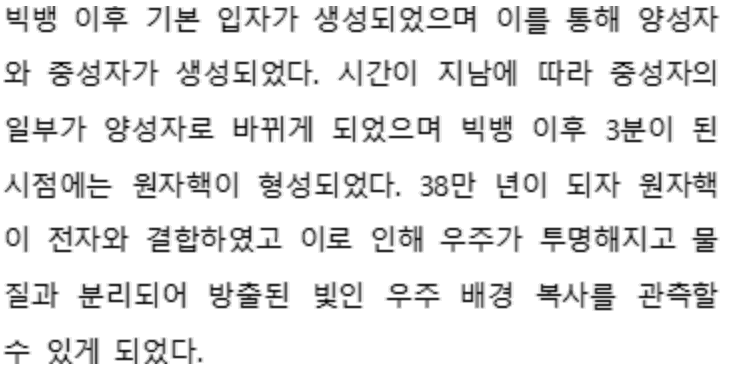 빅뱅 이후 기본 입자가 생성되었으며 이를 통해 양성자
와 중성자가 생성되었다. 시간이 지남에 따라 중성자의
일부가 양성자로 바뀌게 되었으며 빅뱅 이후 3분이 된
시점에는 원자핵이 형성되었다. 38만 년이 되자 원자핵
이 전자와 결합하였고 이로 인해 우주가 투명해지고 물
질과 분리되어 방출된 빛인 우주 배경 복사를 관측할
수 있게 되었다.